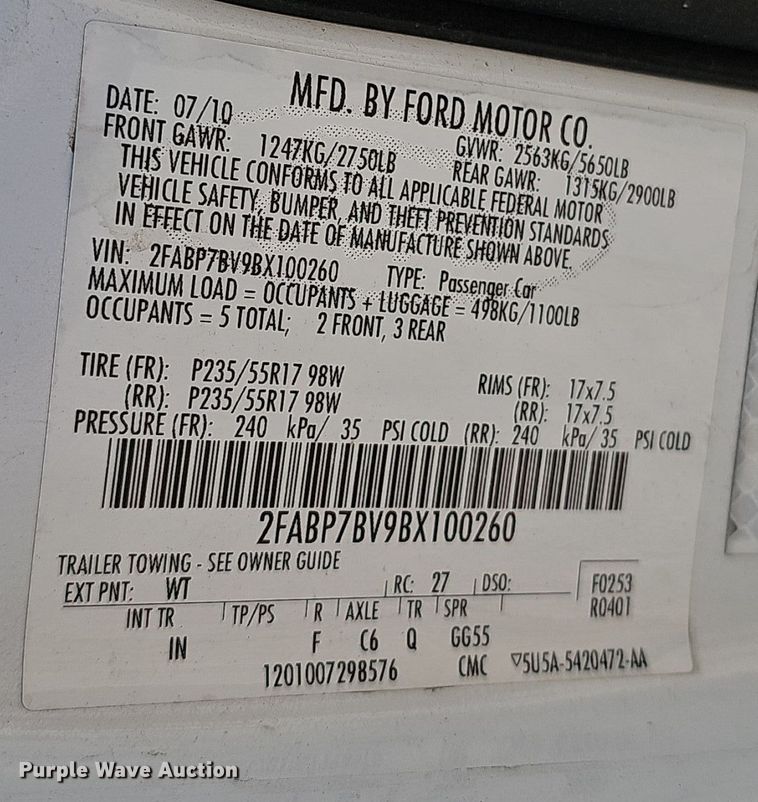 MFD. BY FORD MOTOR CO.
DATE: 07/10 GVWR: 2563KG/5650LB
FRONT GAWR: 1247KG/2750LB REAR GAWR: 1315KG/2900LB
THIS VEHICLE CONFORMS TO ALL APPLICABLE FEDERAL MOTOR
VEHICLE SAFETY, BUMPER, AND THEFT PREVENTION STANDARDS
IN EFFECT ON THE DATE OF MANUFACTURE SHOWN ABOVE.
VIN: 2FABP7BV9BX100260 TYPE: Passenger Car
MAXIMUM LOAD = OCCUPANTS + LUGGAGE = 498KG/1100LB
OCCUPANTS = 5 TOTAL; 2 FRONT, 3 REAR
TIRE (FR): P235/55R17 98W RIMS (FR): 17x7.5
(RR): P235/55R17 98W (RR): 17x7.5
PRESSURE (FR): 240 kPa/ 35 PSI COLD (RR): 240 kPa/ 35 PSI COLD
2FABP7BV9BX100260
TRAILER TOWING - SEE OWNER GUIDE
EXT PNT: WT RC: 27 DSO: F0253
INT TR TP/PS R AXLE TR SPR R0401
IN F C6 Q GG55
1201007298576 CMC ▽5U5A-5420472-AA
Purple Wave Auction